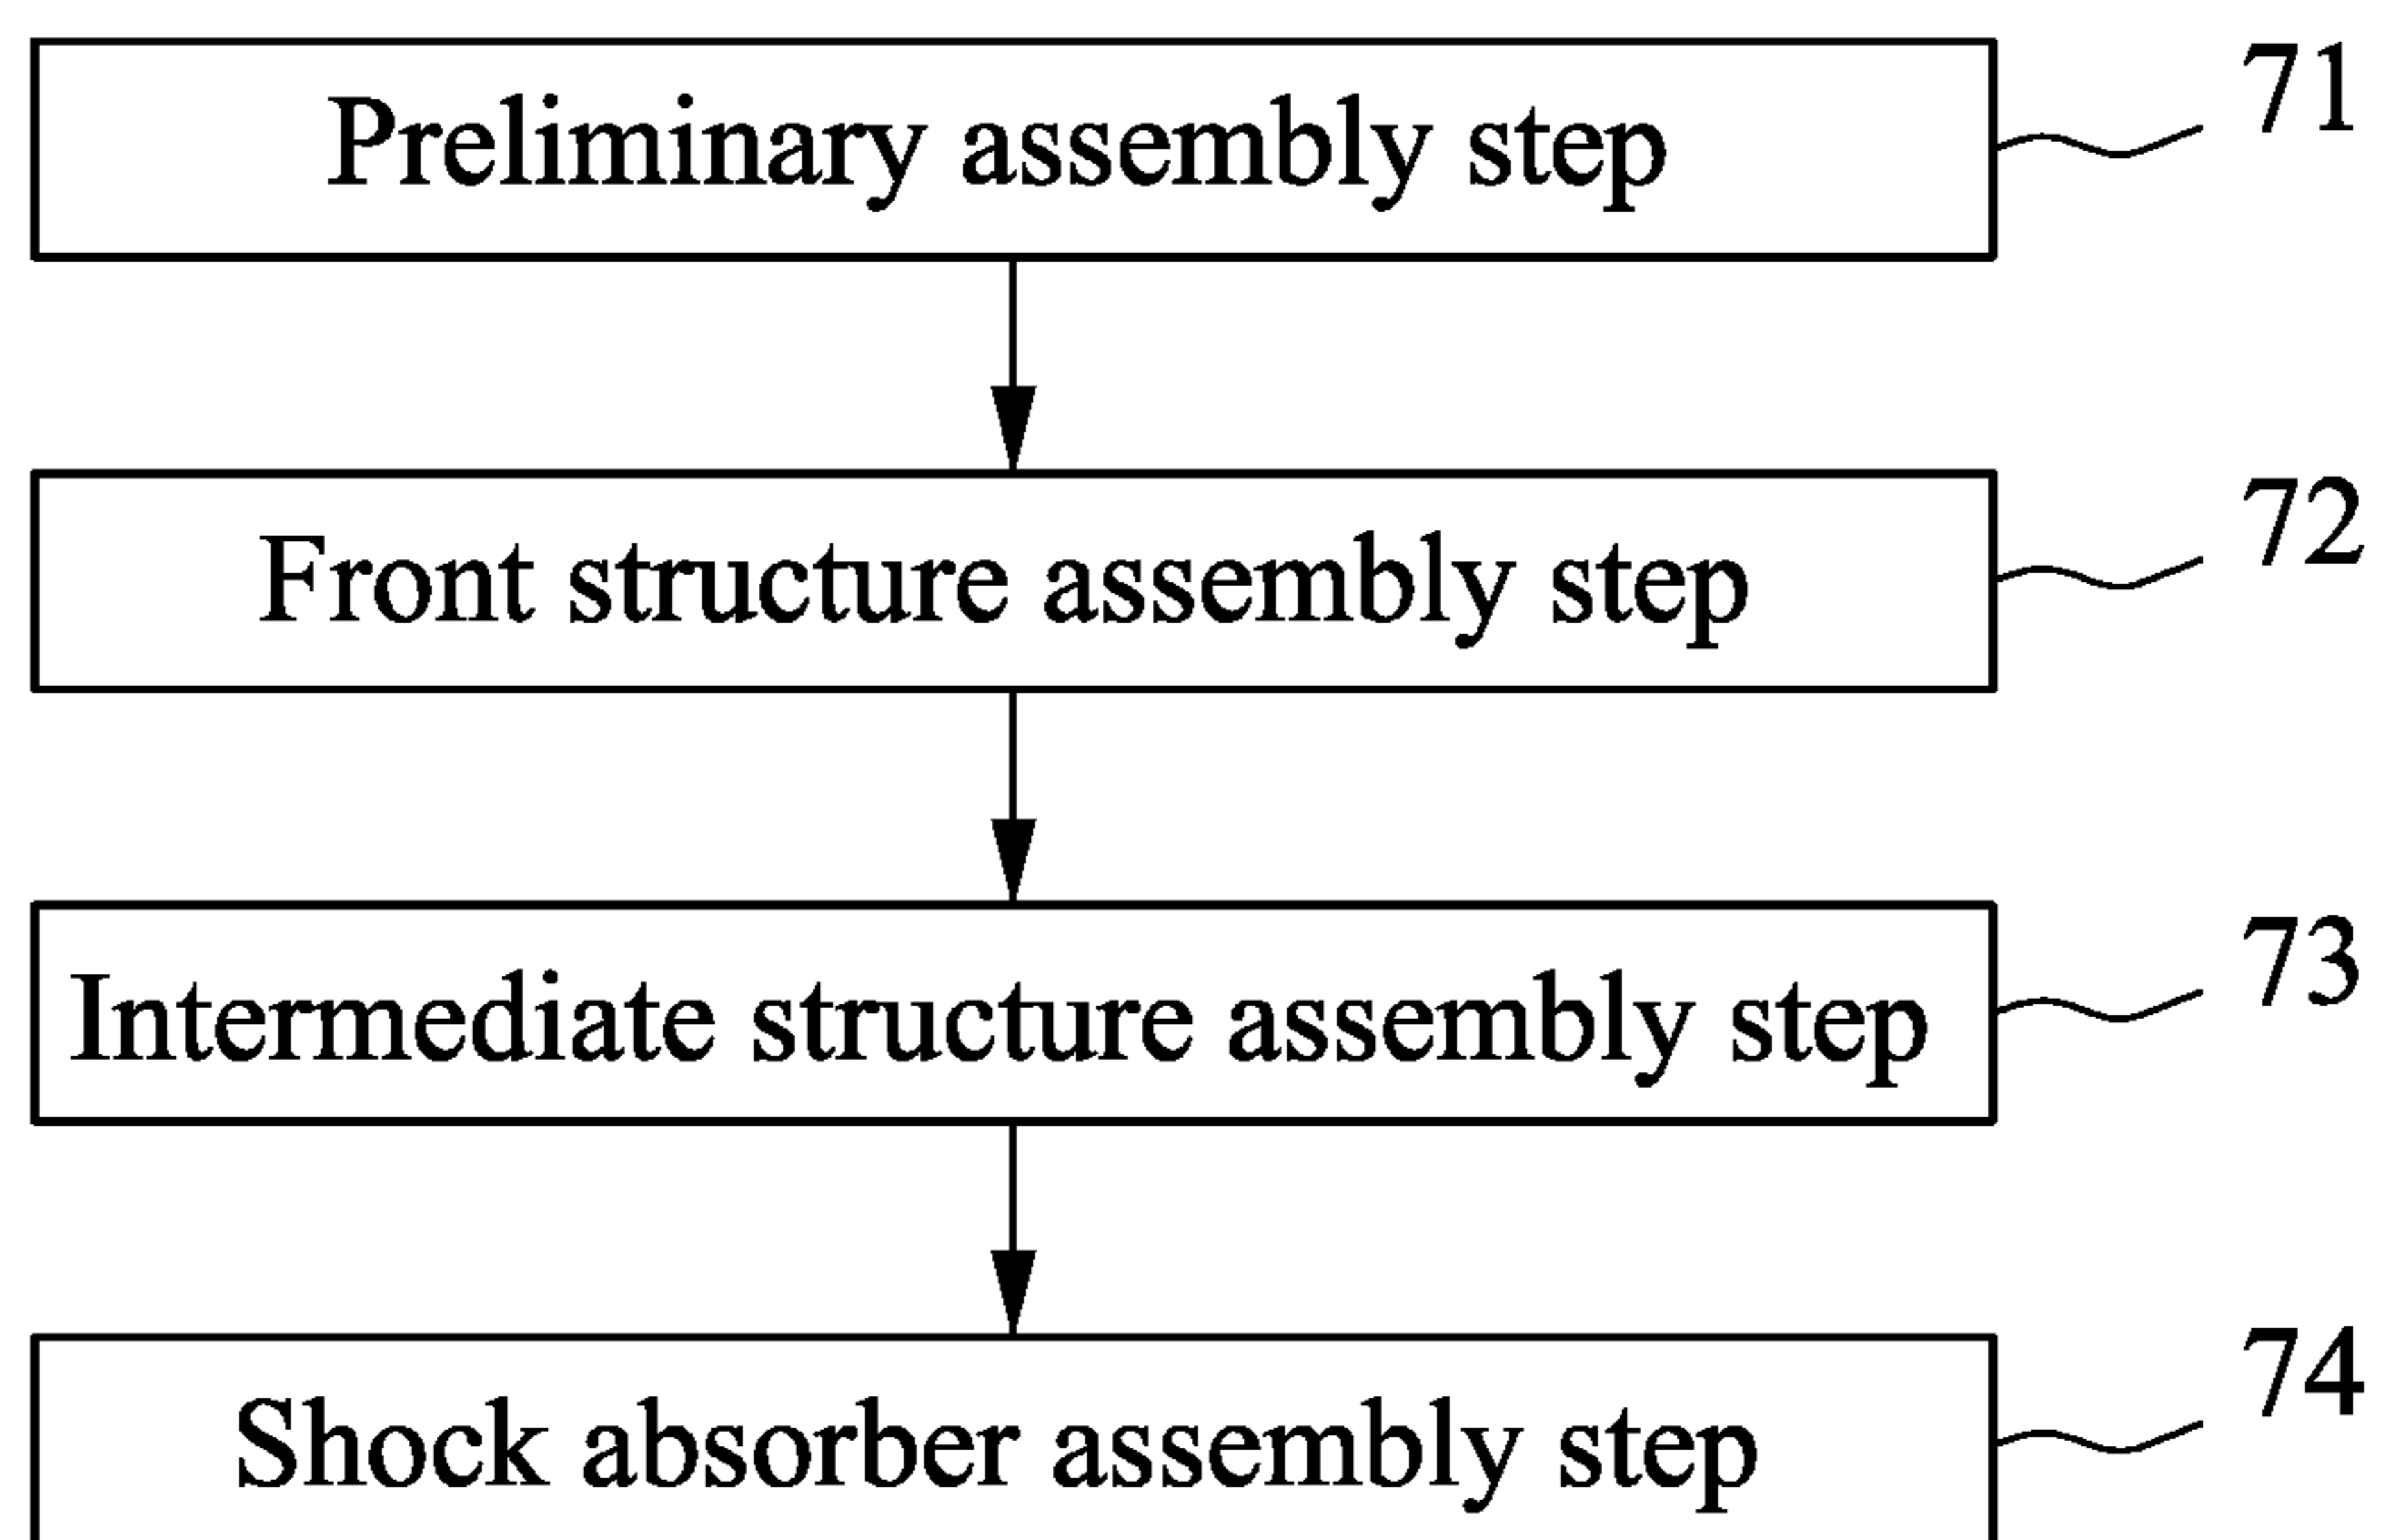 Preliminary assembly step
71
Front structure assembly step
72
Intermediate structure assembly step
73
Shock absorber assembly step
74